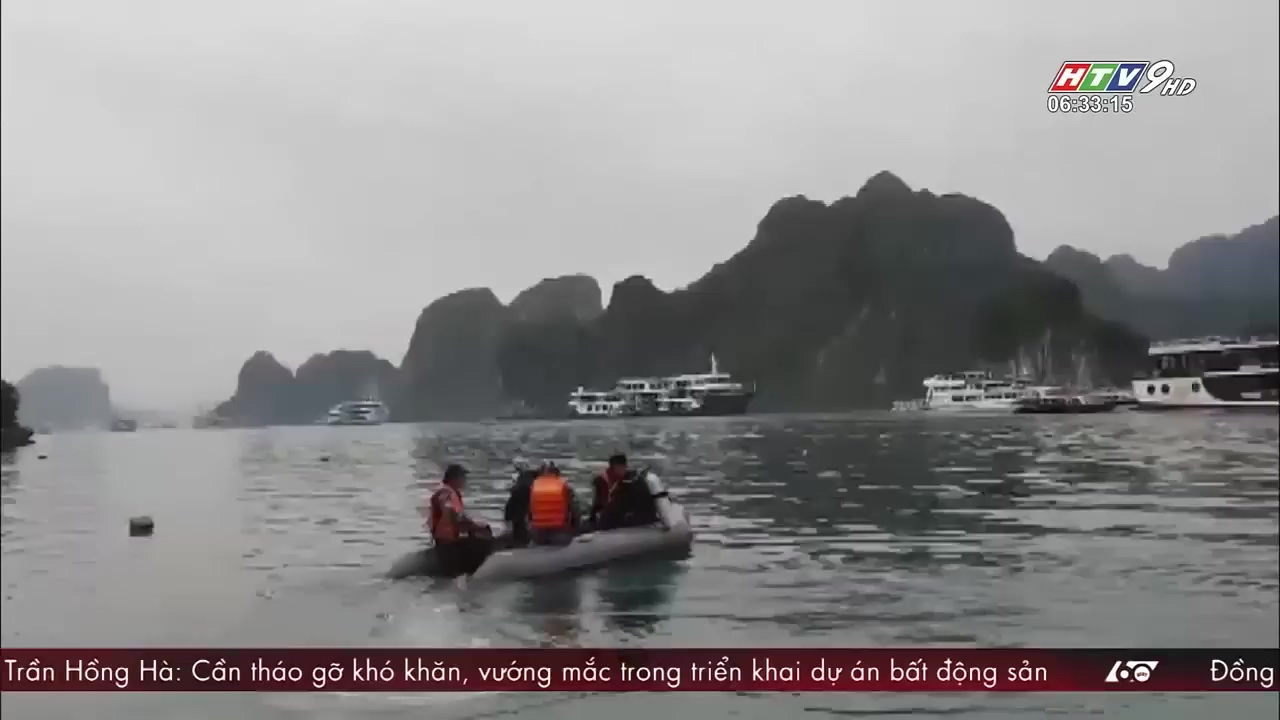 HTV9HD
06:33:15
Trần Hồng Hà: Cần tháo gỡ khó khăn, vướng mắc trong triển khai dự án bất động sản 60 Đồng